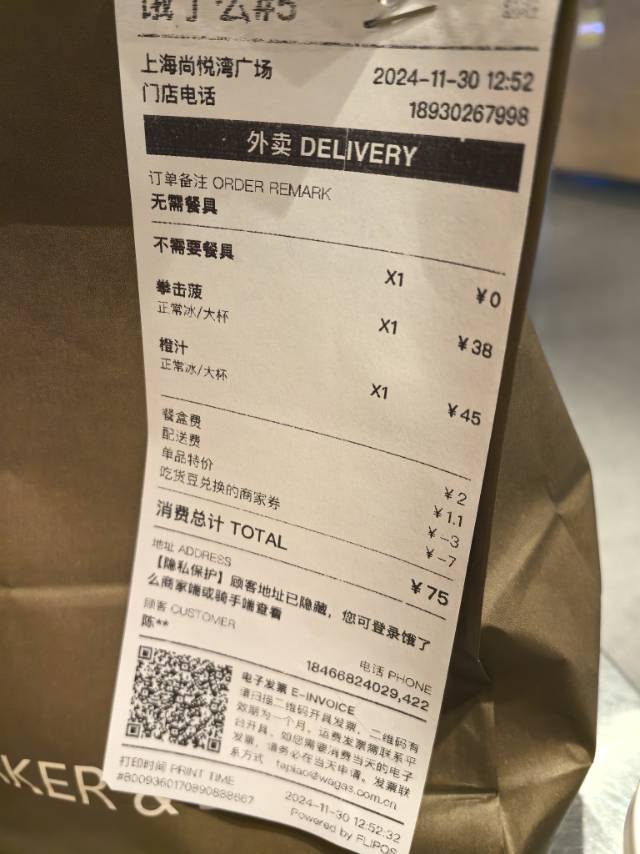 饿了么#5
上海尚悦湾广场 2024-11-30 12:52
门店电话 18930267998
外卖 DELIVERY
订单备注 ORDER REMARK
无需餐具
不需要餐具 X1 ¥0
拳击菠 X1 ¥38
正常冰/大杯
橙汁 X1 ¥45
正常冰/大杯
餐盒费 ¥2
配送费 ¥1.1
单品特价 ¥-3
吃货豆兑换的商家券 ¥-7
消费总计 TOTAL ¥75
地址 ADDRESS
【隐私保护】顾客地址已隐藏，您可登录饿了
么商家端或骑手端查看
顾客 CUSTOMER 电话 PHONE
陈** 18466824029,422
电子发票 E-INVOICE
请扫描二维码开具发票，二维码有
效期为一个月，运费发票需联系平
台开具，如您需要消费当天的电子
发票，请务必在当天申请。发票联
系方式 fapiao@wagas.com.cn
打印时间 PRINT TIME 2024-11-30 12:52:32
#8009360170890888667 Powered by FLIPOS
KER &